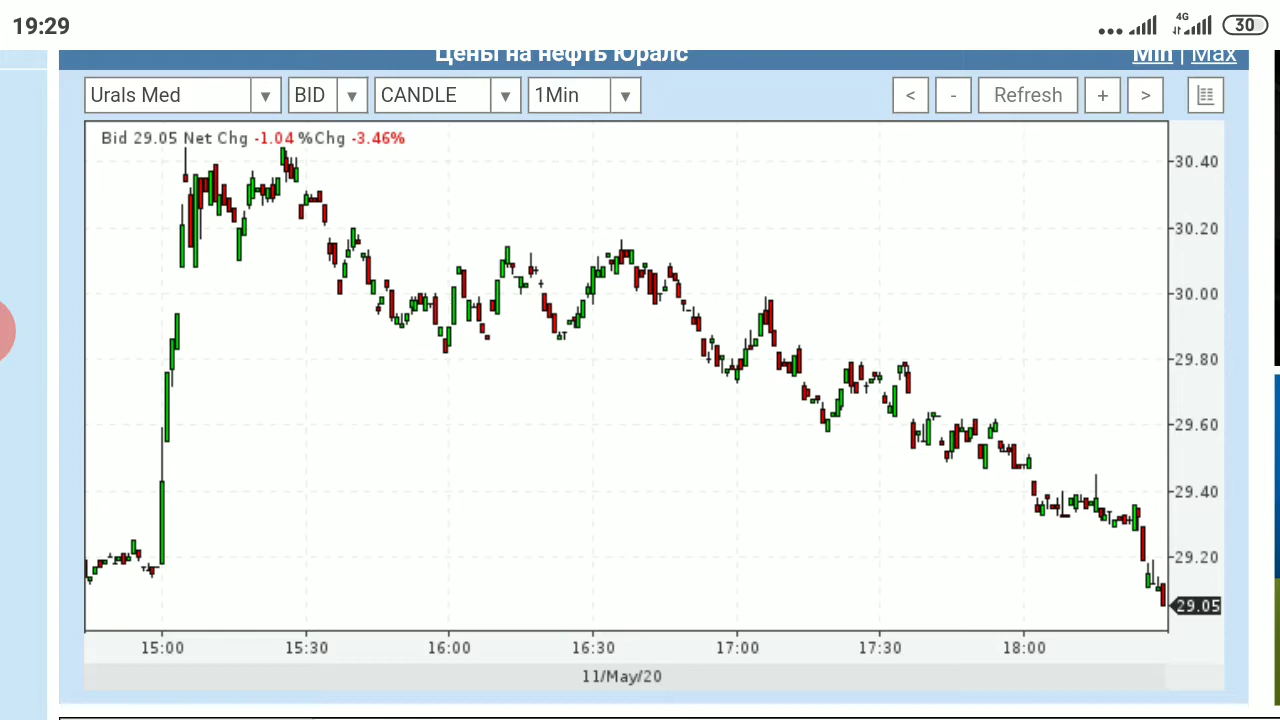 19:29 4G 30
Цены на нефть Юралс Min | Max
Urals Med BID CANDLE 1Min < - Refresh + >
Bid 29.05 Net Chg -1.04 %Chg -3.46%
30.40
30.20
30.00
29.80
29.60
29.40
29.20
29.05
15:00 15:30 16:00 16:30 17:00 17:30 18:00
11/May/20